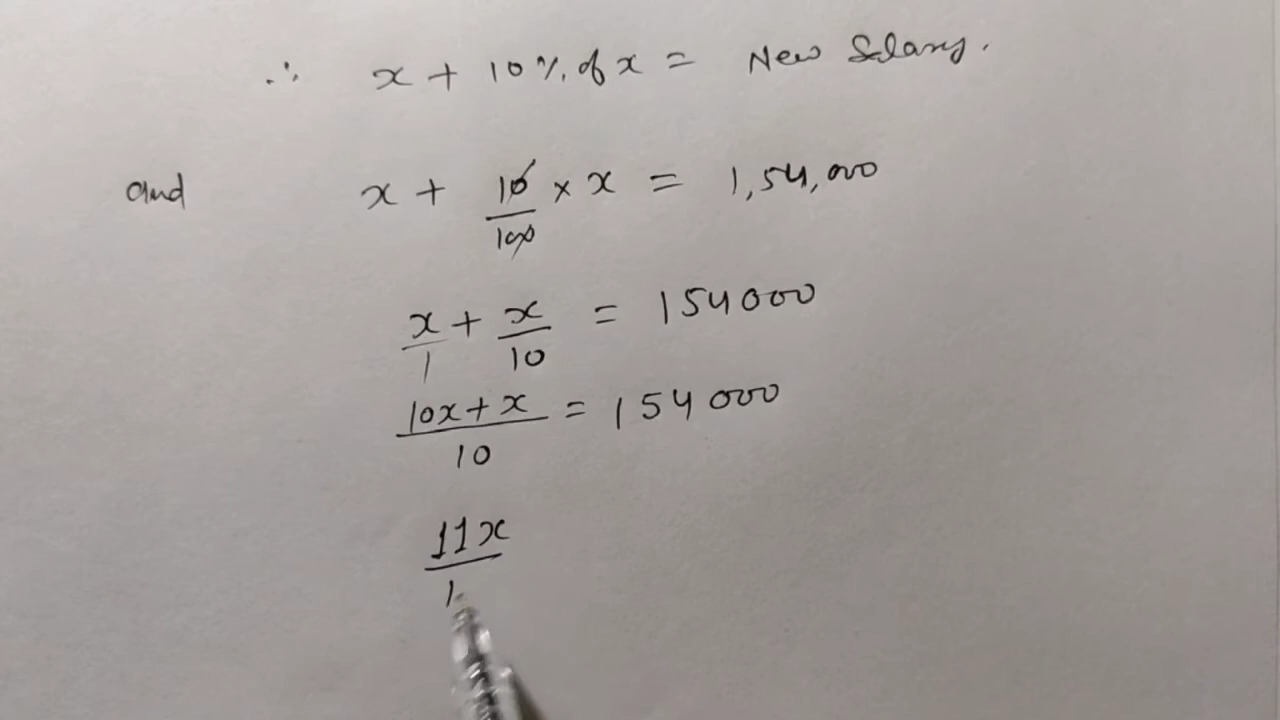 ∴ x + 10% of x = New Salary.
and x + 10/100 × x = 1,54,000
x/1 + x/10 = 154000
10x + x/10 = 154000
11x/1